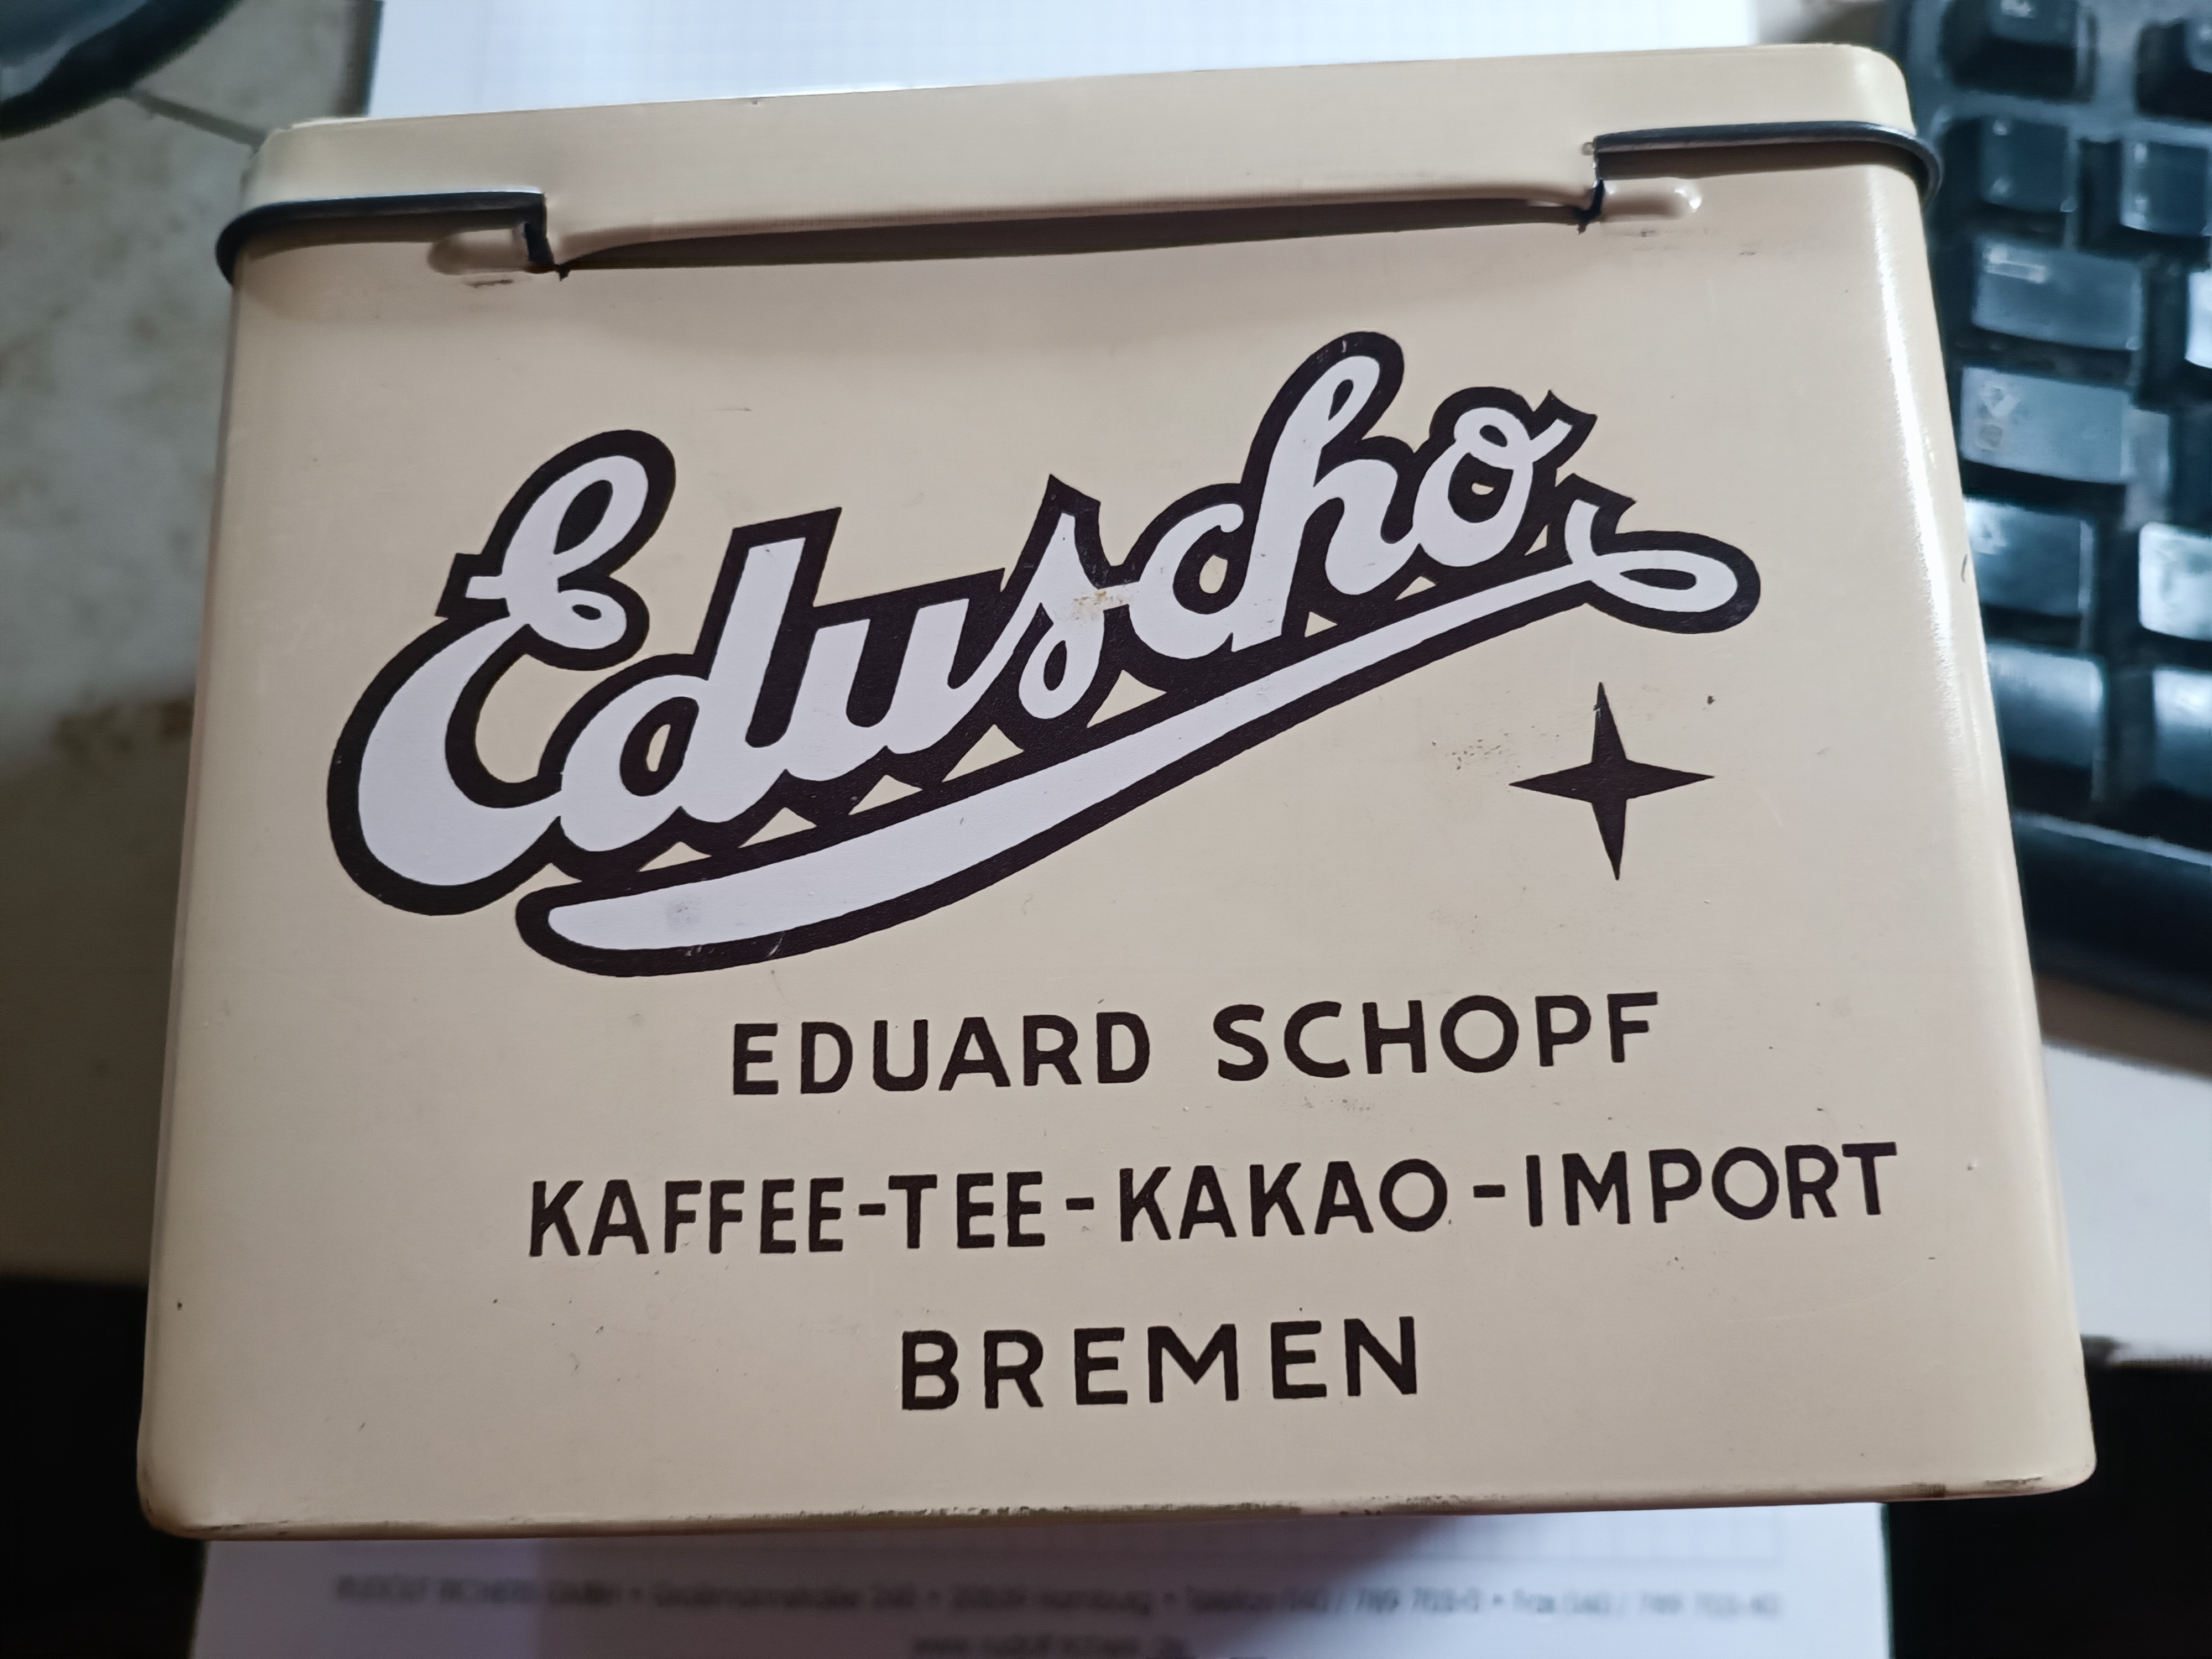 Eduscho
EDUARD SCHOPF
KAFFEE-TEE-KAKAO-IMPORT
BREMEN